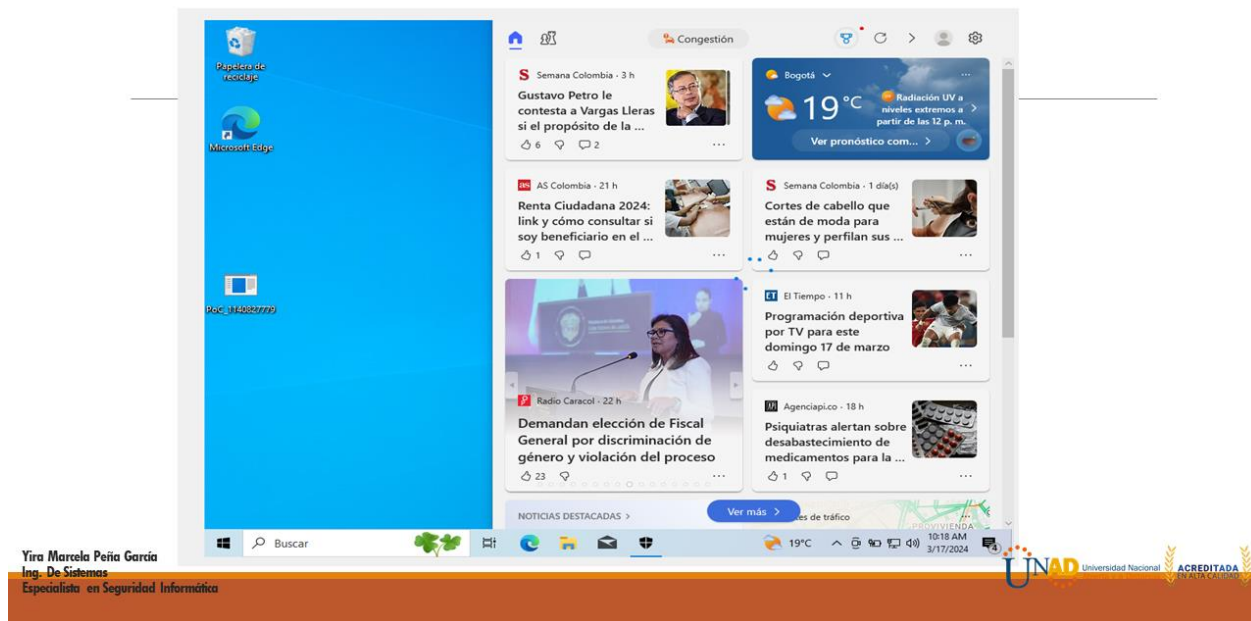 Papelera de
reciclaje
Microsoft Edge
PoC_1140827779
Congestión
Semana Colombia · 3 h
Gustavo Petro le
contesta a Vargas Lleras
si el propósito de la ...
6
2
Bogotá
19 °C
Radiación UV a
niveles extremos a
partir de las 12 p. m.
Ver pronóstico com...
AS Colombia · 21 h
Renta Ciudadana 2024:
link y cómo consultar si
soy beneficiario en el ...
1
Semana Colombia · 1 día(s)
Cortes de cabello que
están de moda para
mujeres y perfilan sus ...
Radio Caracol · 22 h
Demandan elección de Fiscal
General por discriminación de
género y violación del proceso
23
El Tiempo · 11 h
Programación deportiva
por TV para este
domingo 17 de marzo
Agenciapi.co · 18 h
Psiquiatras alertan sobre
desabastecimiento de
medicamentos para la ...
1
NOTICIAS DESTACADAS >
Ver más >
es de tráfico
PROVIVIENDA
Buscar
19°C
10:18 AM
3/17/2024
4
Yira Marcela Peña García
Ing. De Sistemas
Especialista en Seguridad Informática
UNAD Universidad Nacional
ACREDITADA
EN ALTA CALIDAD